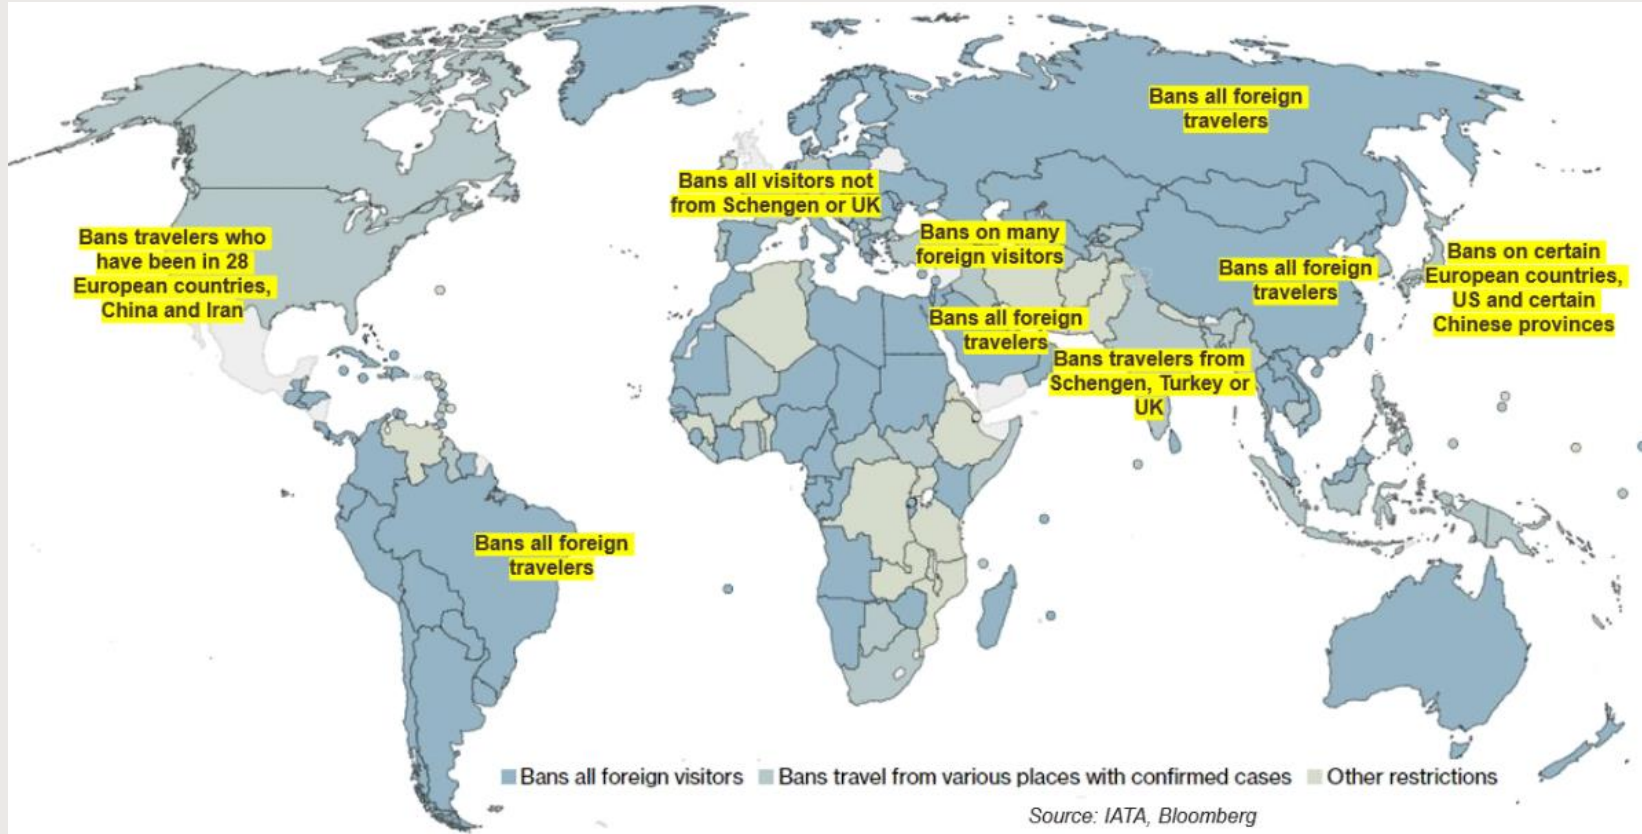 Bans all foreign
travelers
Bans all visitors not
from Schengen or UK
Bans travelers who
have been in 28
European countries,
China and Iran
Bans on many
foreign visitors
Bans all foreign
travelers
Bans on certain
European countries,
US and certain
Chinese provinces
Bans all foreign
travelers
Bans travelers from
Schengen, Turkey or
UK
Bans all foreign
travelers
Bans all foreign visitors
Bans travel from various places with confirmed cases
Other restrictions
Source: IATA, Bloomberg